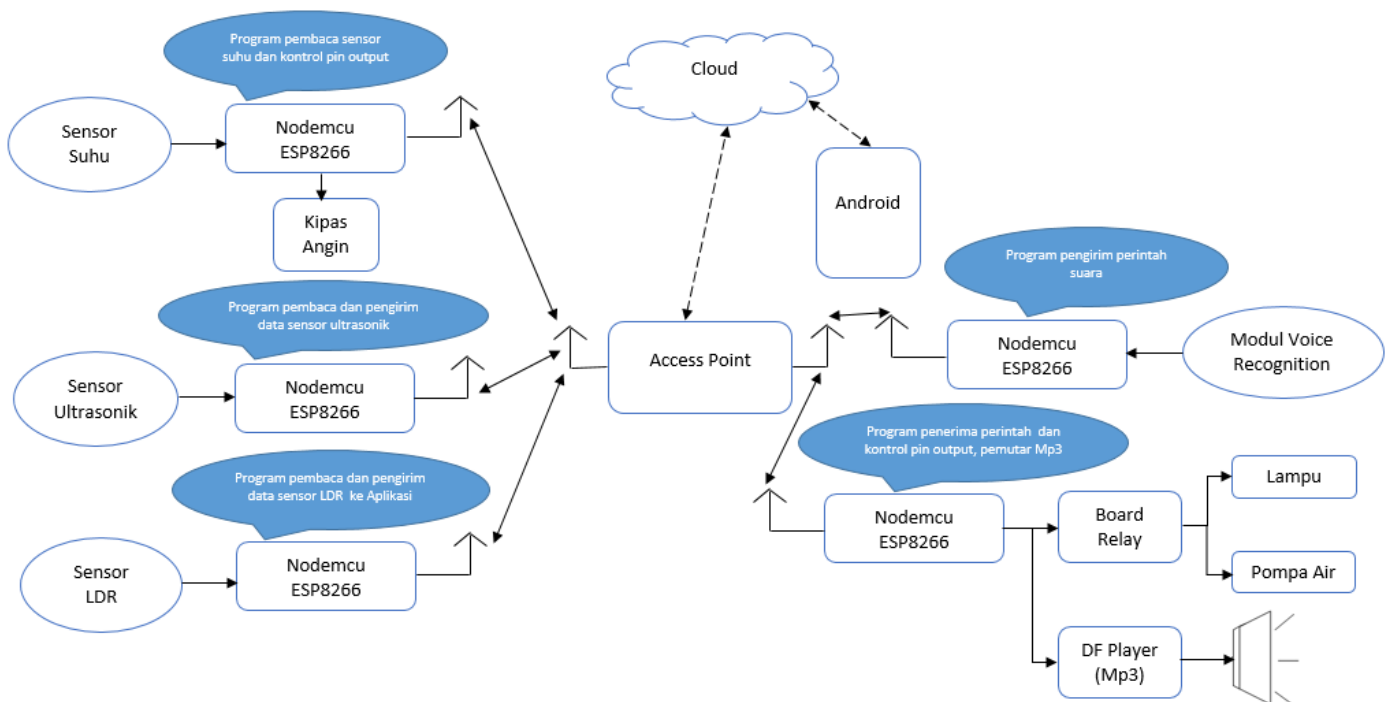 Program pembaca sensor
suhu dan kontrol pin output
Cloud
Sensor
Suhu
Nodemcu
ESP8266
Kipas
Angin
Android
Program pengirim perintah
suara
Program pembaca dan pengirim
data sensor ultrasonik
Sensor
Ultrasonik
Nodemcu
ESP8266
Access Point
Nodemcu
ESP8266
Modul Voice
Recognition
Program penerima perintah dan
kontrol pin output, pemutar Mp3
Program pembaca dan pengirim
data sensor LDR ke Aplikasi
Sensor
LDR
Nodemcu
ESP8266
Nodemcu
ESP8266
Board
Relay
Lampu
Pompa Air
DF Player
(Mp3)